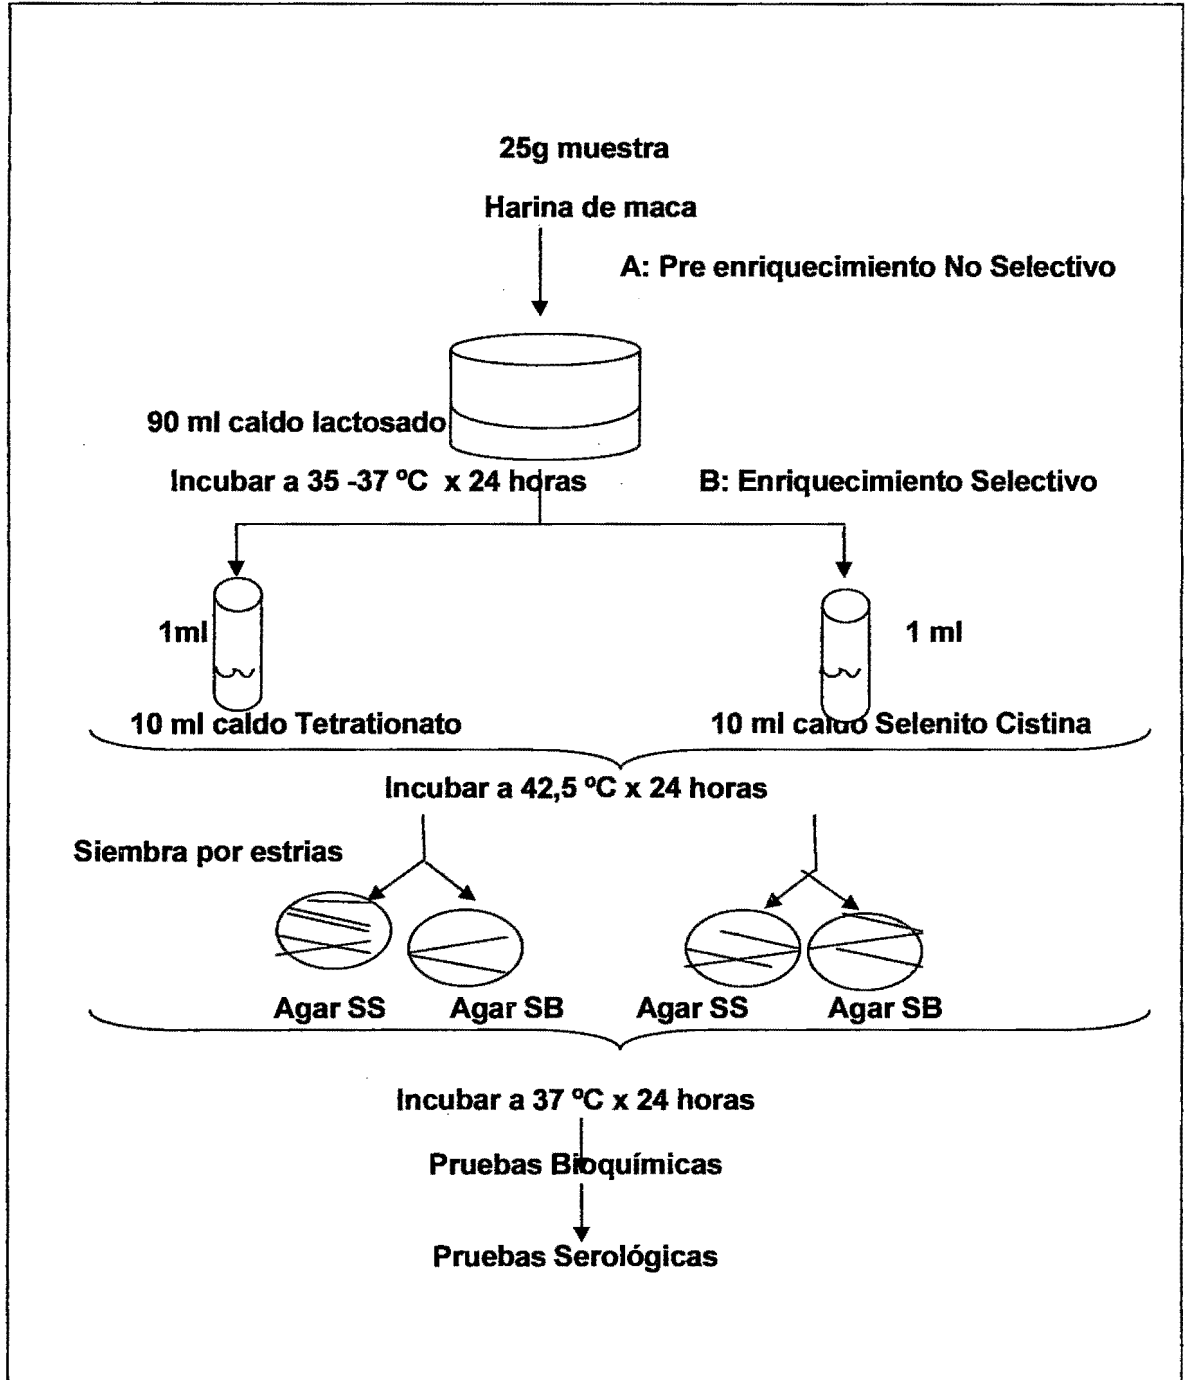 25g muestra
Harina de maca
A: Pre enriquecimiento No Selectivo
90 ml caldo lactosado
Incubar a 35 -37 ºC x 24 horas
B: Enriquecimiento Selectivo
1ml
1 ml
10 ml caldo Tetrationato
10 ml caldo Selenito Cistina
Incubar a 42,5 ºC x 24 horas
Siembra por estrias
Agar SS
Agar SB
Agar SS
Agar SB
Incubar a 37 ºC x 24 horas
Pruebas Bioquímicas
Pruebas Serológicas